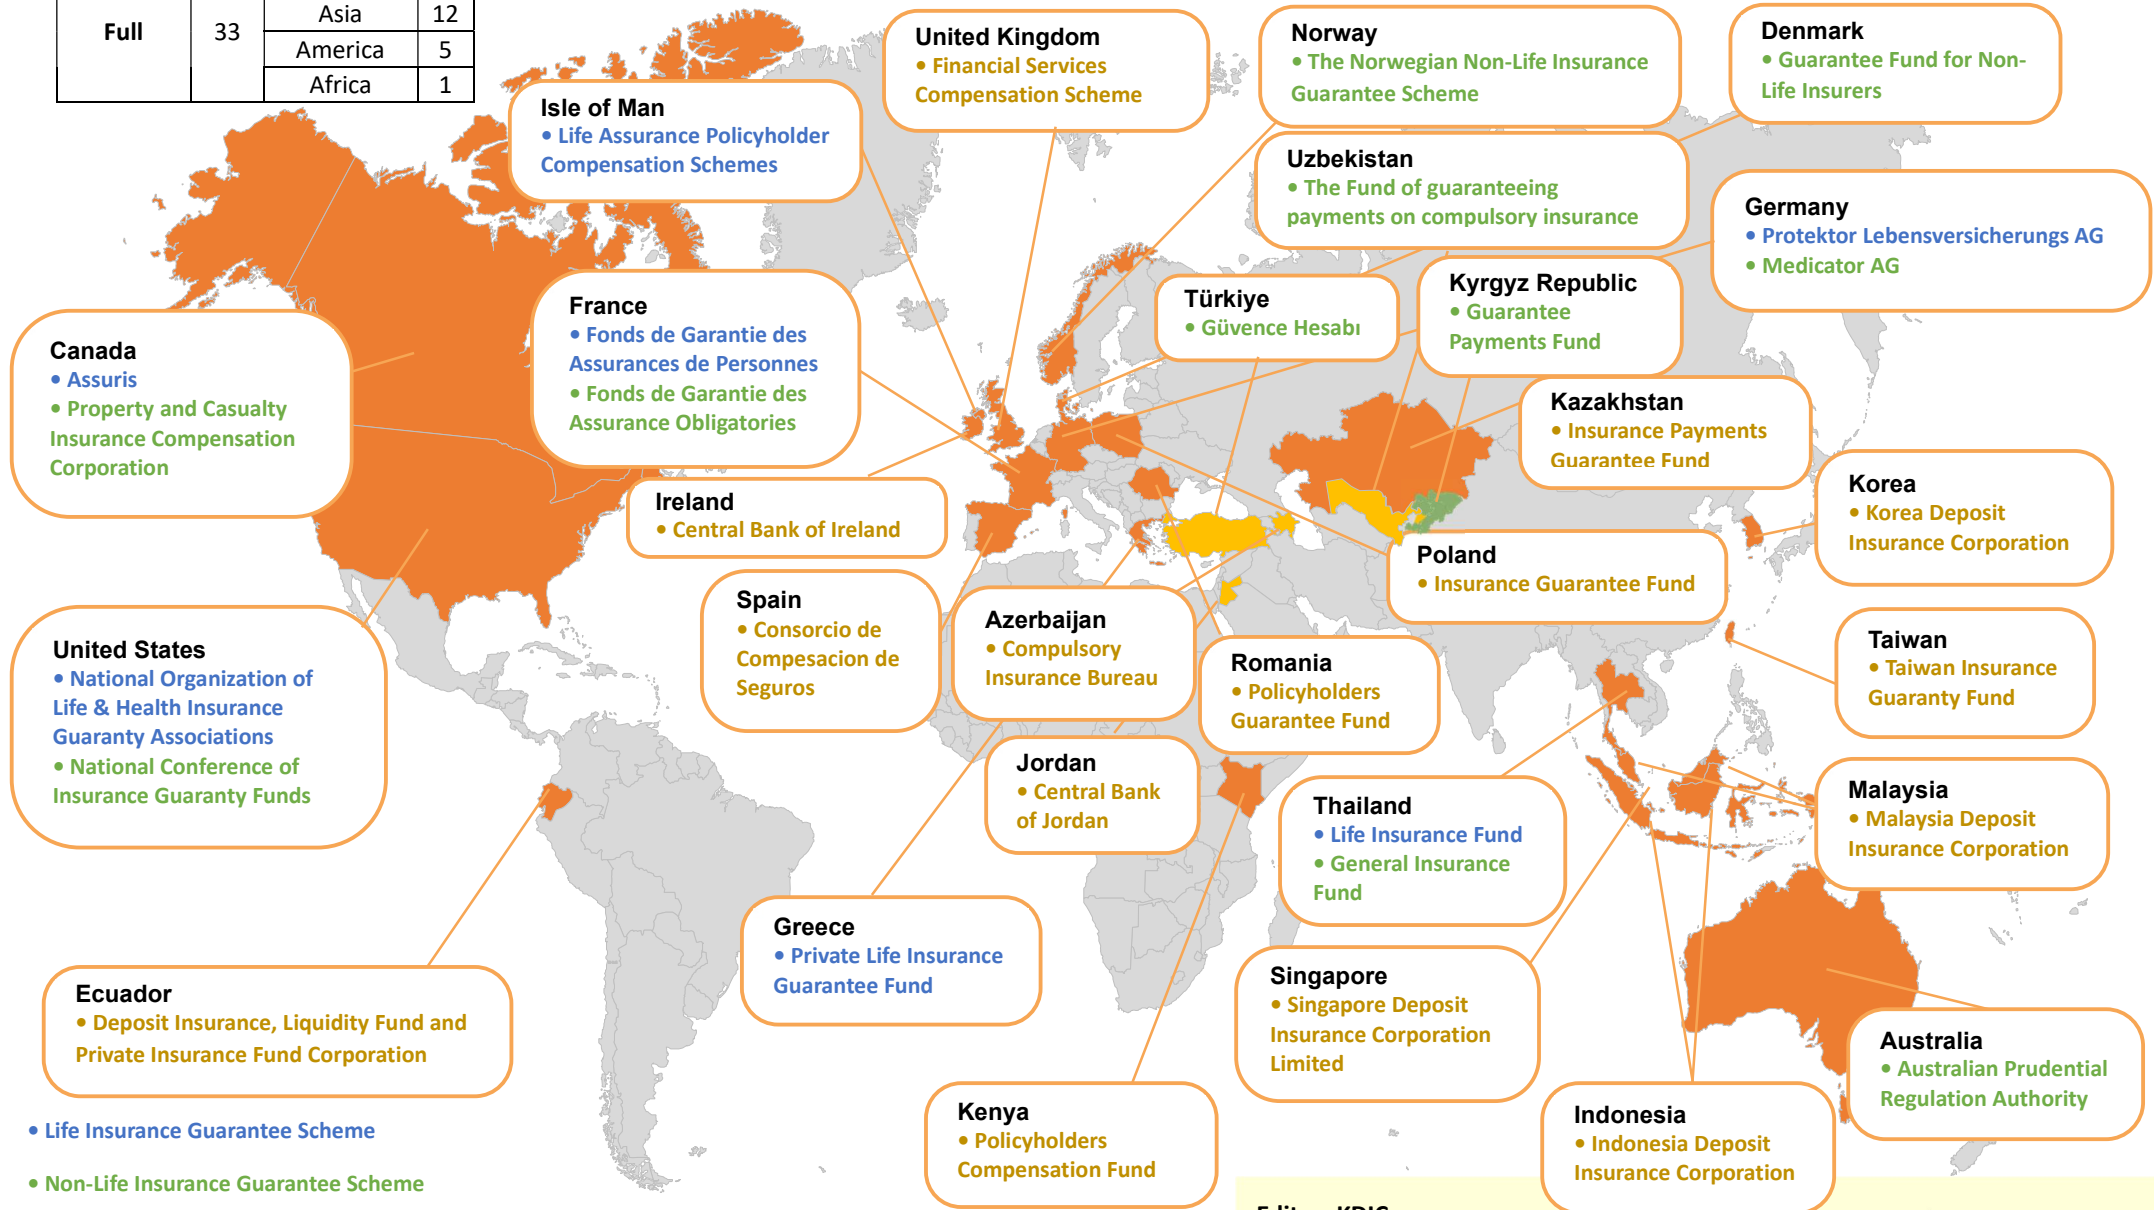 Full 33 Asia 12
America 5
Africa 1
United Kingdom
• Financial Services
Compensation Scheme
Norway
• The Norwegian Non-Life Insurance
Guarantee Scheme
Denmark
• Guarantee Fund for Non-
Life Insurers
Isle of Man
• Life Assurance Policyholder
Compensation Schemes
Uzbekistan
• The Fund of guaranteeing
payments on compulsory insurance
Germany
• Protektor Lebensversicherungs AG
• Medicator AG
France
• Fonds de Garantie des
Assurances de Personnes
• Fonds de Garantie des
Assurance Obligatories
Türkiye
• Güvence Hesabı
Kyrgyz Republic
• Guarantee
Payments Fund
Canada
• Assuris
• Property and Casualty
Insurance Compensation
Corporation
Kazakhstan
• Insurance Payments
Guarantee Fund
Ireland
• Central Bank of Ireland
Korea
• Korea Deposit
Insurance Corporation
Poland
• Insurance Guarantee Fund
Spain
• Consorcio de
Compesacion de
Seguros
Azerbaijan
• Compulsory
Insurance Bureau
Romania
• Policyholders
Guarantee Fund
Taiwan
• Taiwan Insurance
Guaranty Fund
United States
• National Organization of
Life & Health Insurance
Guaranty Associations
• National Conference of
Insurance Guaranty Funds
Jordan
• Central Bank
of Jordan
Thailand
• Life Insurance Fund
• General Insurance
Fund
Malaysia
• Malaysia Deposit
Insurance Corporation
Greece
• Private Life Insurance
Guarantee Fund
Singapore
• Singapore Deposit
Insurance Corporation
Limited
Ecuador
• Deposit Insurance, Liquidity Fund and
Private Insurance Fund Corporation
Australia
• Australian Prudential
Regulation Authority
Kenya
• Policyholders
Compensation Fund
Indonesia
• Indonesia Deposit
Insurance Corporation
• Life Insurance Guarantee Scheme
• Non-Life Insurance Guarantee Scheme